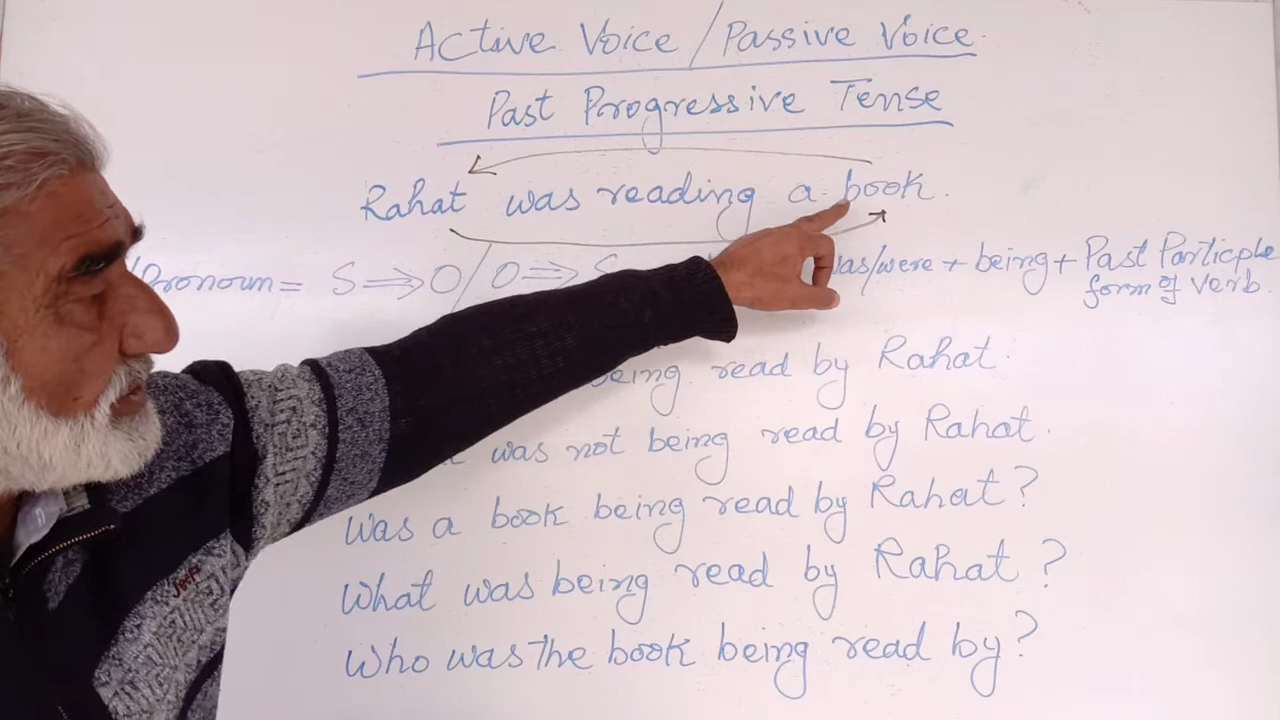 Active Voice / Passive Voice.
Past Progressive Tense
Rahat was reading a book.
Pronoun = S ⇒ O / O ⇒ S was/were + being + Past Participle
form of Verb.
being read by Rahat.
was not being read by Rahat.
Was a book being read by Rahat?
What was being read by Rahat?
Who was the book being read by?